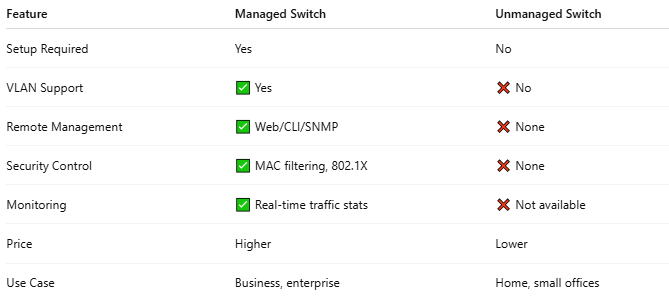 Feature Managed Switch Unmanaged Switch
Setup Required Yes No
VLAN Support ✅ Yes ❌ No
Remote Management ✅ Web/CLI/SNMP ❌ None
Security Control ✅ MAC filtering, 802.1X ❌ None
Monitoring ✅ Real-time traffic stats ❌ Not available
Price Higher Lower
Use Case Business, enterprise Home, small offices